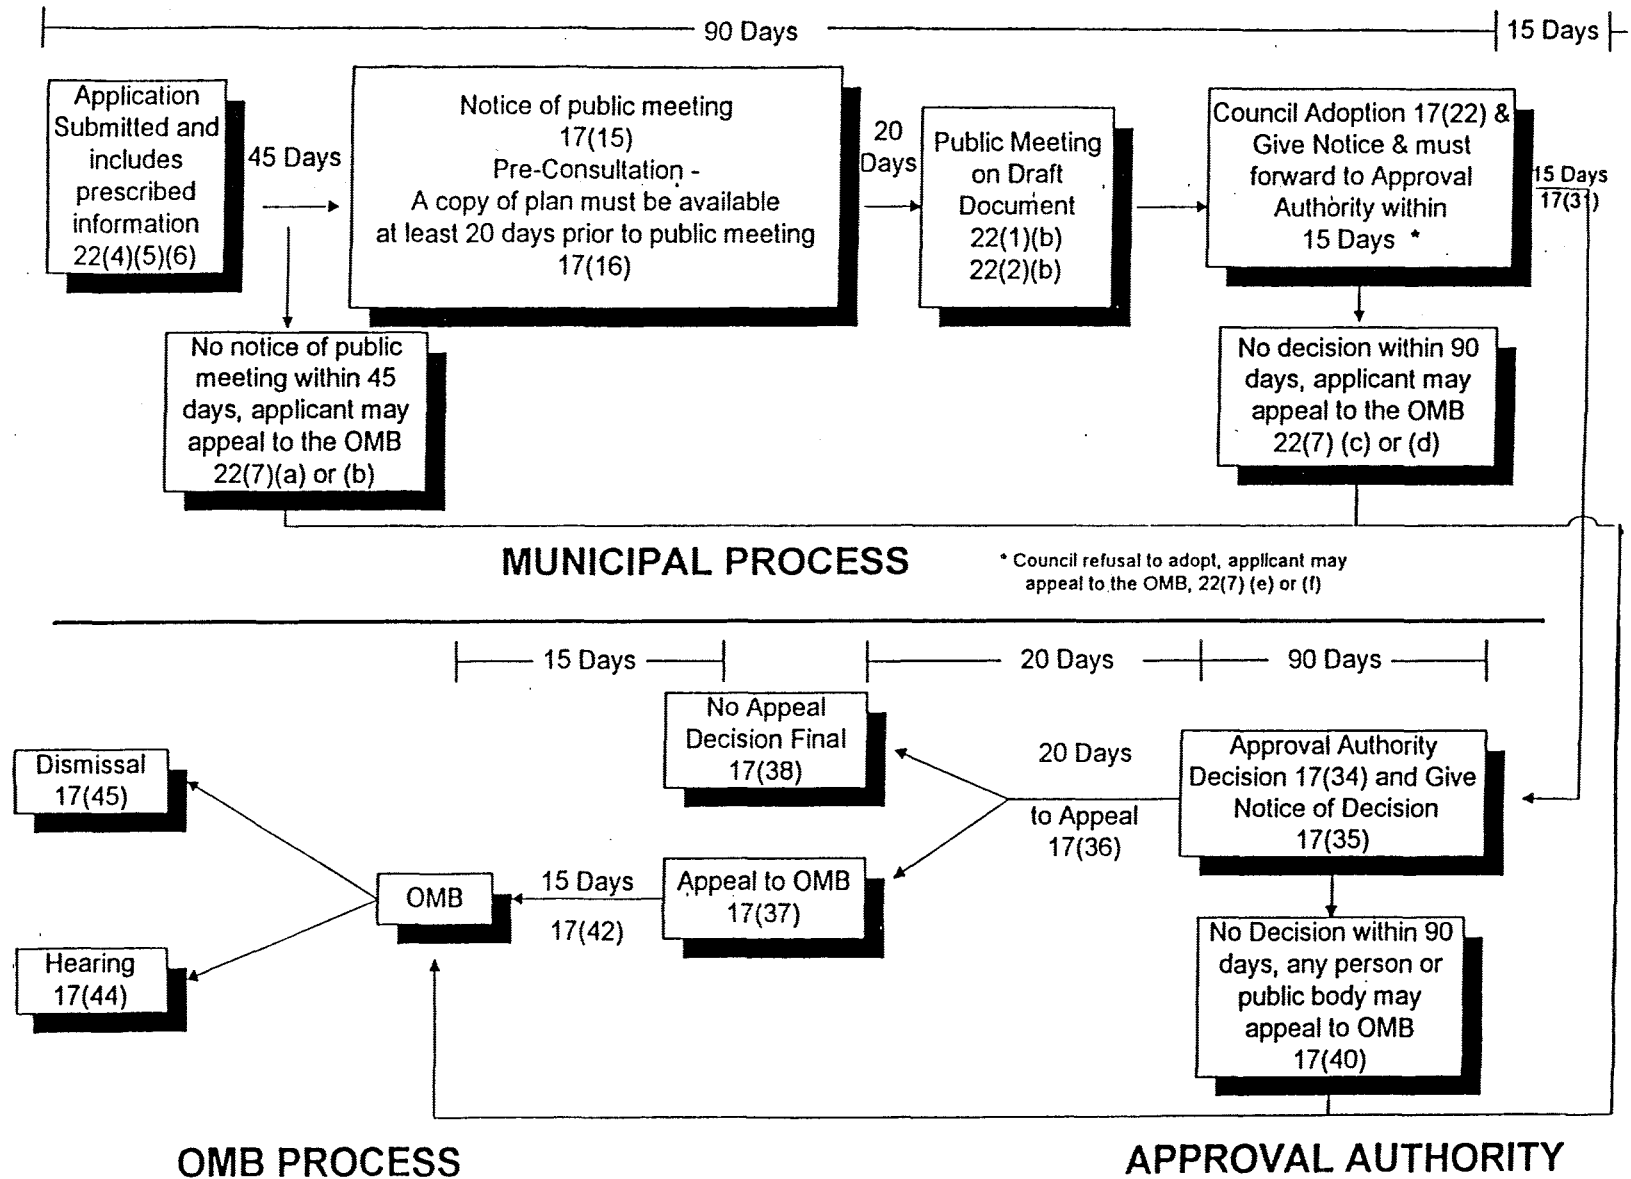 90 Days
15 Days
Application
Submitted and
includes
prescribed
information
22(4)(5)(6)
45 Days
Notice of public meeting
17(15)
Pre-Consultation -
A copy of plan must be available
at least 20 days prior to public meeting
17(16)
20
Days
Public Meeting
on Draft
Document
22(1)(b)
22(2)(b)
Council Adoption 17(22) &
Give Notice & must
forward to Approval
Authority within
15 Days *
15 Days
17(31)
No notice of public
meeting within 45
days, applicant may
appeal to the OMB
22(7)(a) or (b)
No decision within 90
days, applicant may
appeal to the OMB
22(7) (c) or (d)
MUNICIPAL PROCESS
* Council refusal to adopt, applicant may
appeal to the OMB, 22(7) (e) or (f)
15 Days
20 Days
90 Days
No Appeal
Decision Final
17(38)
20 Days
to Appeal
17(36)
Approval Authority
Decision 17(34) and Give
Notice of Decision
17(35)
Dismissal
17(45)
OMB
15 Days
17(42)
Appeal to OMB
17(37)
Hearing
17(44)
No Decision within 90
days, any person or
public body may
appeal to OMB
17(40)
OMB PROCESS
APPROVAL AUTHORITY